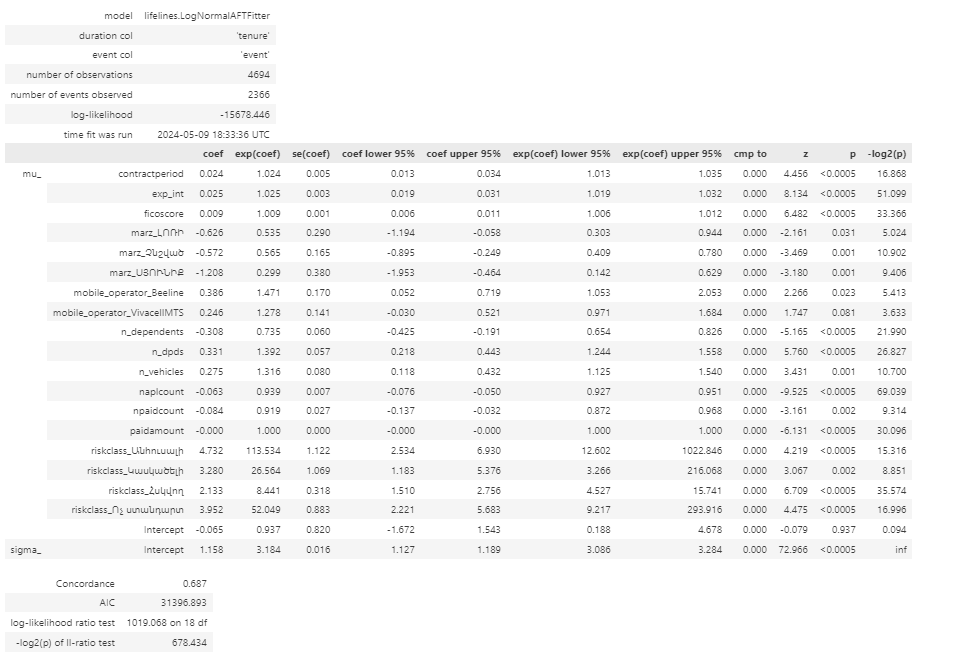 model lifelines.LogNormalAFTFitter
duration col 'tenure'
event col 'event'
number of observations 4694
number of events observed 2366
log-likelihood -15678.446
time fit was run 2024-05-09 18:33:36 UTC
coef exp(coef) se(coef) coef lower 95% coef upper 95% exp(coef) lower 95% exp(coef) upper 95% cmp to z p -log2(p)
mu_ contractperiod 0.024 1.024 0.005 0.013 0.034 1.013 1.035 0.000 4.456 <0.0005 16.868
exp_int 0.025 1.025 0.003 0.019 0.031 1.019 1.032 0.000 8.134 <0.0005 51.099
ficoscore 0.009 1.009 0.001 0.006 0.011 1.006 1.012 0.000 6.482 <0.0005 33.366
marz_ԼՈՌԻ -0.626 0.535 0.290 -1.194 -0.058 0.303 0.944 0.000 -2.161 0.031 5.024
marz_Չնշված -0.572 0.565 0.165 -0.895 -0.249 0.409 0.780 0.000 -3.469 0.001 10.902
marz_ՍՅՈՒՆԻՔ -1.208 0.299 0.380 -1.953 -0.464 0.142 0.629 0.000 -3.180 0.001 9.406
mobile_operator_Beeline 0.386 1.471 0.170 0.052 0.719 1.053 2.053 0.000 2.266 0.023 5.413
mobile_operator_VivacellMTS 0.246 1.278 0.141 -0.030 0.521 0.971 1.684 0.000 1.747 0.081 3.633
n_dependents -0.308 0.735 0.060 -0.425 -0.191 0.654 0.826 0.000 -5.165 <0.0005 21.990
n_dpds 0.331 1.392 0.057 0.218 0.443 1.244 1.558 0.000 5.760 <0.0005 26.827
n_vehicles 0.275 1.316 0.080 0.118 0.432 1.125 1.540 0.000 3.431 0.001 10.700
naplcount -0.063 0.939 0.007 -0.076 -0.050 0.927 0.951 0.000 -9.525 <0.0005 69.039
npaidcount -0.084 0.919 0.027 -0.137 -0.032 0.872 0.968 0.000 -3.161 0.002 9.314
paidamount -0.000 1.000 0.000 -0.000 -0.000 1.000 1.000 0.000 -6.131 <0.0005 30.096
riskclass_Անհուսալի 4.732 113.534 1.122 2.534 6.930 12.602 1022.846 0.000 4.219 <0.0005 15.316
riskclass_Կասկածելի 3.280 26.564 1.069 1.183 5.376 3.266 216.068 0.000 3.067 0.002 8.851
riskclass_Հսկվող 2.133 8.441 0.318 1.510 2.756 4.527 15.741 0.000 6.709 <0.0005 35.574
riskclass_Ոչ ստանդարտ 3.952 52.049 0.883 2.221 5.683 9.217 293.916 0.000 4.475 <0.0005 16.996
Intercept -0.065 0.937 0.820 -1.672 1.543 0.188 4.678 0.000 -0.079 0.937 0.094
sigma_ Intercept 1.158 3.184 0.016 1.127 1.189 3.086 3.284 0.000 72.966 <0.0005 inf
Concordance 0.687
AIC 31396.893
log-likelihood ratio test 1019.068 on 18 df
-log2(p) of ll-ratio test 678.434